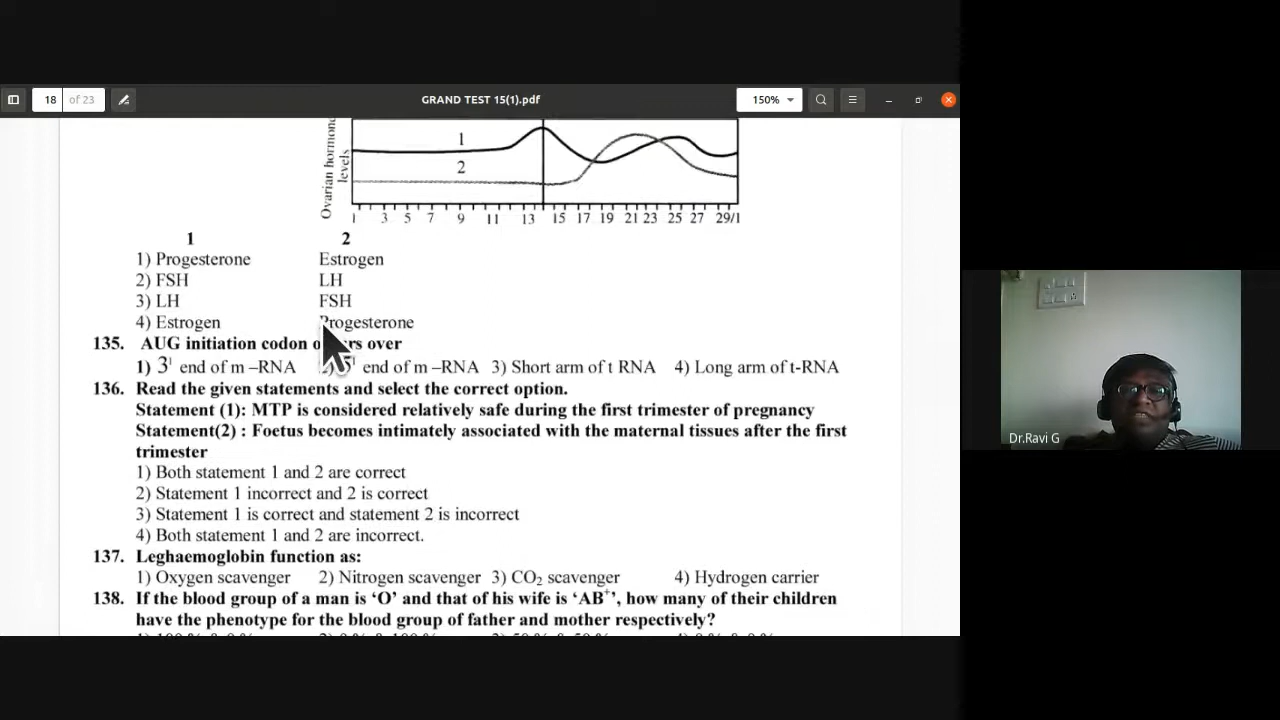 18 of 23
GRAND TEST 15(1).pdf
150%
Ovarian hormone
levels
1
2
1 3 5 7 9 11 13 15 17 19 21 23 25 27 29/1
1 2
1) Progesterone Estrogen
2) FSH LH
3) LH FSH
4) Estrogen Progesterone
135. AUG initiation codon over
1) 3' end of m –RNA end of m –RNA 3) Short arm of t RNA 4) Long arm of t-RNA
136. Read the given statements and select the correct option.
Statement (1): MTP is considered relatively safe during the first trimester of pregnancy
Statement(2) : Foetus becomes intimately associated with the maternal tissues after the first
trimester
1) Both statement 1 and 2 are correct
2) Statement 1 incorrect and 2 is correct
3) Statement 1 is correct and statement 2 is incorrect
4) Both statement 1 and 2 are incorrect.
137. Leghaemoglobin function as:
1) Oxygen scavenger 2) Nitrogen scavenger 3) CO₂ scavenger 4) Hydrogen carrier
138. If the blood group of a man is ‘O’ and that of his wife is ‘AB⁺’, how many of their children
have the phenotype for the blood group of father and mother respectively?
Dr.Ravi G